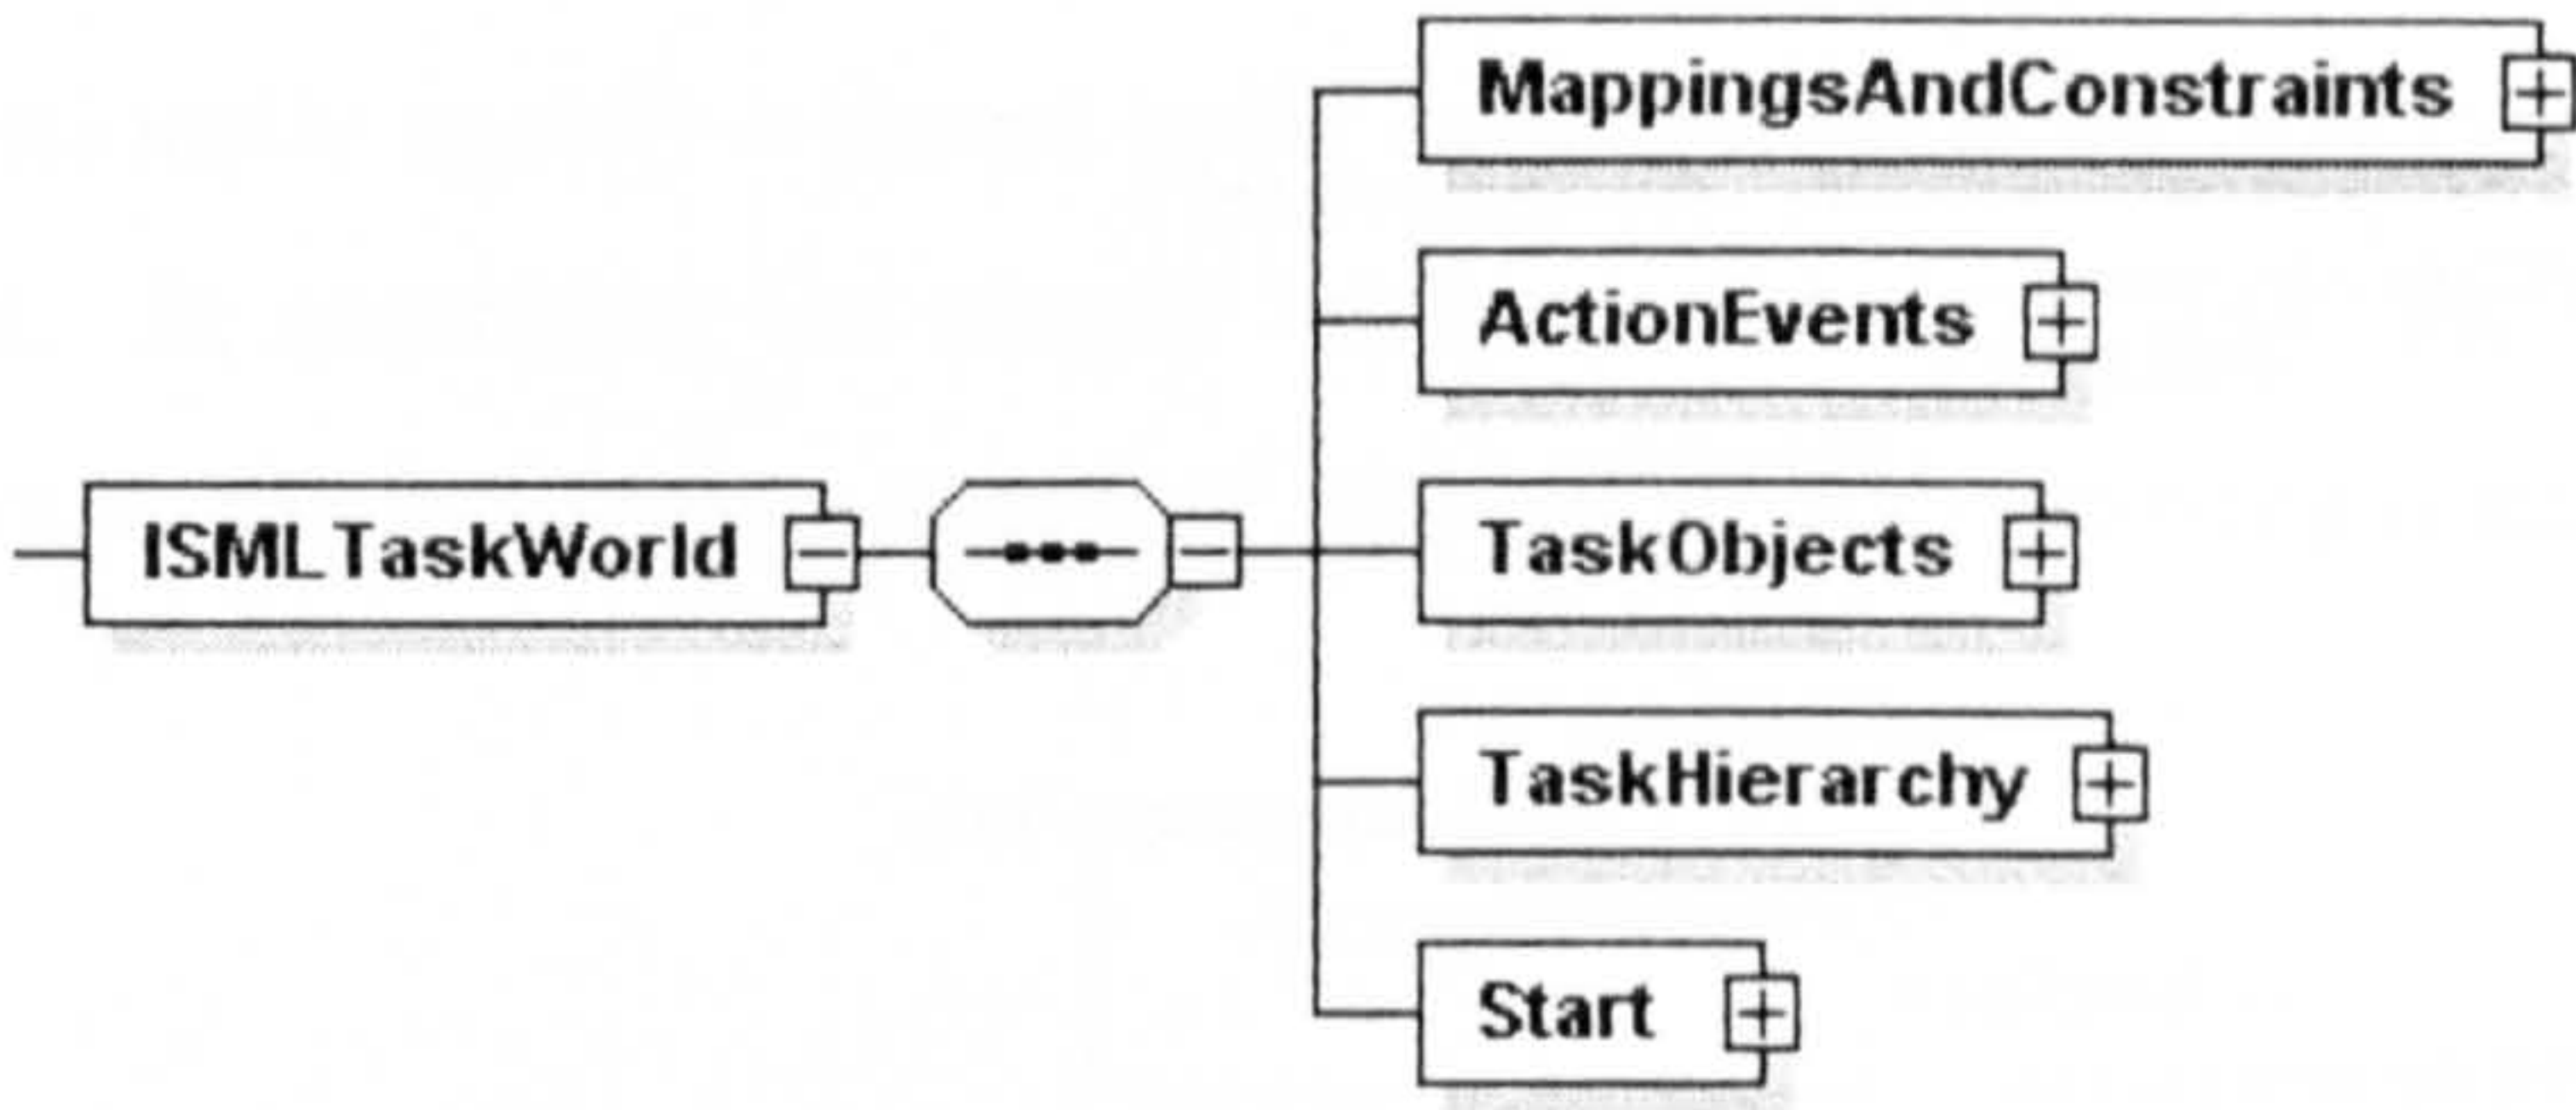 MappingsAndConstraints
ActionEvents
ISMLTaskWorld
TaskObjects
TaskHierarchy
Start